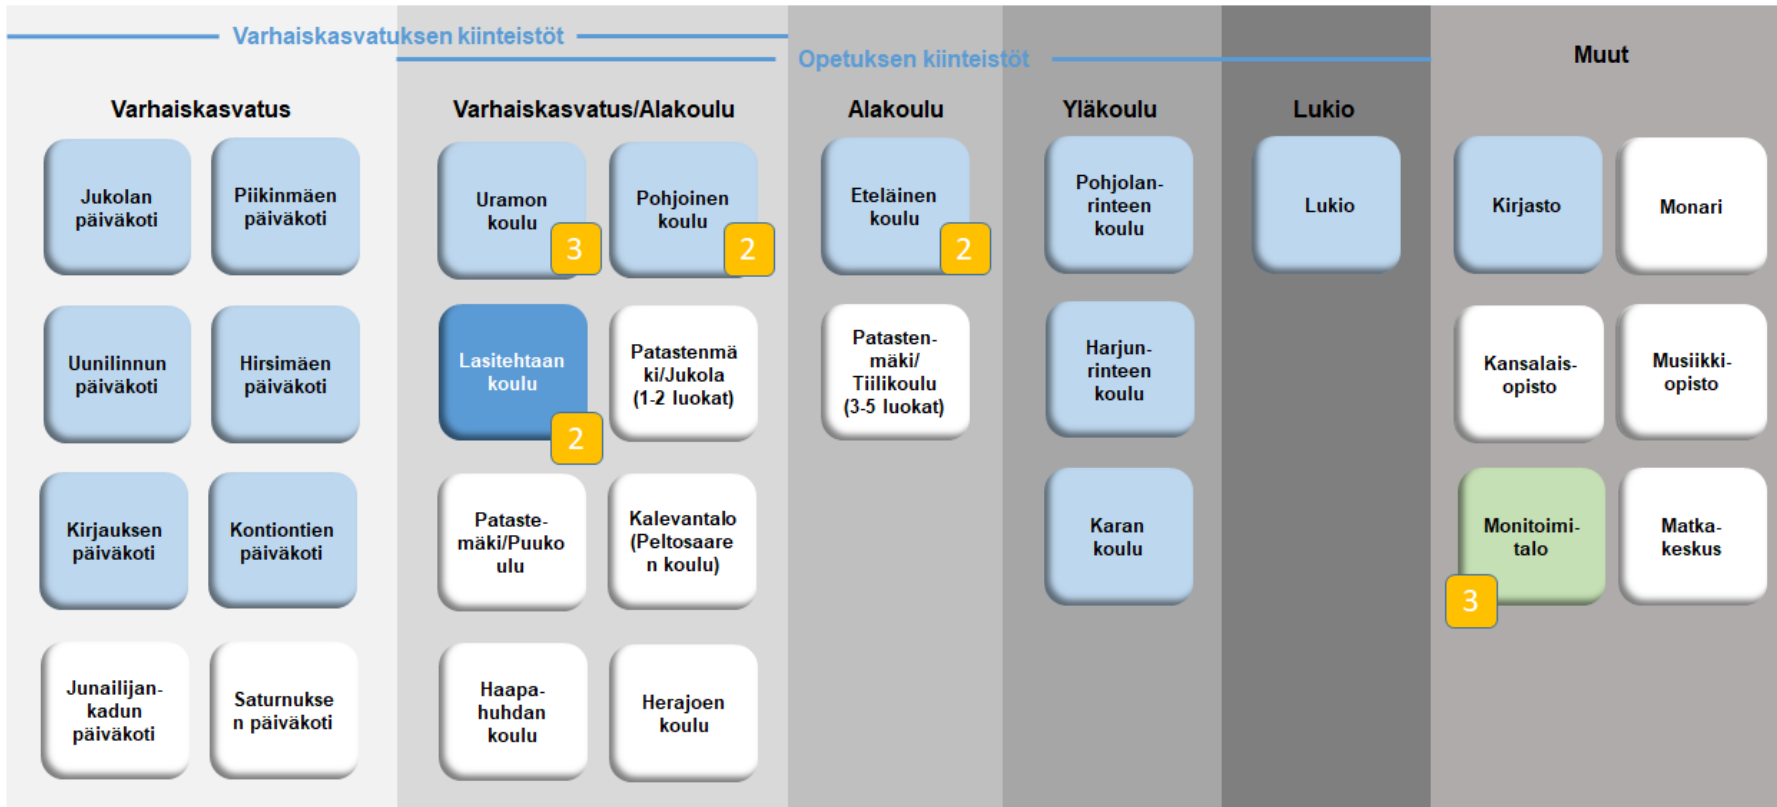 Varhaiskasvatuksen kiinteistöt
Opetuksen kiinteistöt
Muut
Varhaiskasvatus
Varhaiskasvatus/Alakoulu
Alakoulu
Yläkoulu
Lukio
Jukolan
päiväkoti
Piikinmäen
päiväkoti
Uunilinnun
päiväkoti
Hirsimäen
päiväkoti
Kirjauksen
päiväkoti
Kontiontien
päiväkoti
Junailijan-
kadun
päiväkoti
Saturnukse
n päiväkoti
Uramon
koulu
3
Pohjoinen
koulu
2
Lasitehtaan
koulu
2
Patastenmä
ki/Jukola
(1-2 luokat)
Pataste-
mäki/Puuko
ulu
Kalevantalo
(Peltosaare
n koulu)
Haapa-
huhdan
koulu
Herajoen
koulu
Eteläinen
koulu
2
Patasten-
mäki/
Tiilikoulu
(3-5 luokat)
Pohjolan-
rinteen
koulu
Harjun-
rinteen
koulu
Karan
koulu
Lukio
Kirjasto
Monari
Kansalais-
opisto
Musiikki-
opisto
Monitoimi-
talo
3
Matka-
keskus